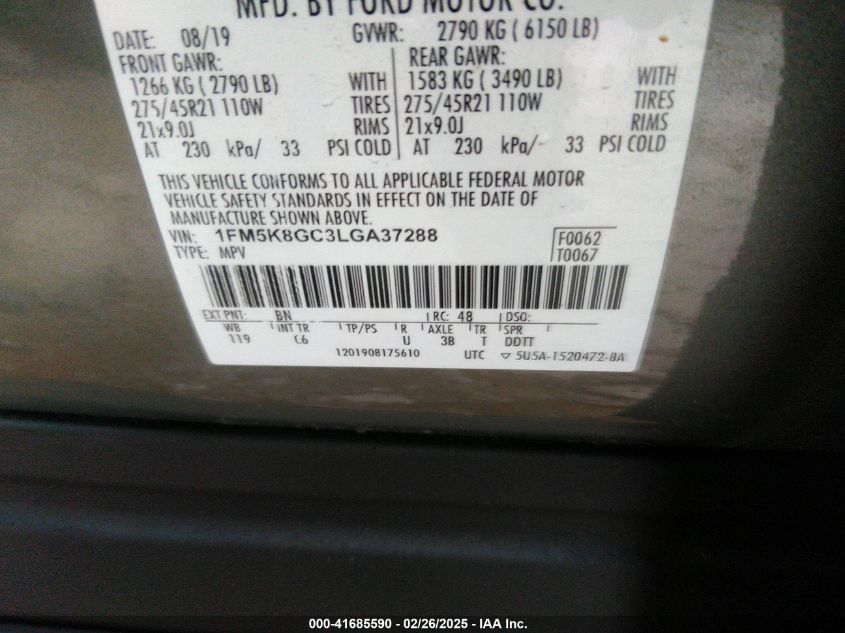 MFD. BY FORD MOTOR CO.
DATE: 08/19 GVWR: 2790 KG ( 6150 LB)
FRONT GAWR: REAR GAWR:
1266 KG ( 2790 LB) WITH 1583 KG ( 3490 LB) WITH
275/45R21 110W TIRES 275/45R21 110W TIRES
21x9.0J RIMS 21x9.0J RIMS
AT 230 kPa/ 33 PSI COLD AT 230 kPa/ 33 PSI COLD
THIS VEHICLE CONFORMS TO ALL APPLICABLE FEDERAL MOTOR
VEHICLE SAFETY STANDARDS IN EFFECT ON THE DATE OF
MANUFACTURE SHOWN ABOVE.
VIN: 1FM5K8GC3LGA37288 F0062
TYPE: MPV T0067
EXT PNT: BN RC: 48 DSO:
WB INT TR TP/PS R AXLE TR SPR
119 C6 U 3B T DDTT
1201908175610 UTC ▽ 5U5A-1520472-BA
000-41685590 - 02/26/2025 - IAA Inc.